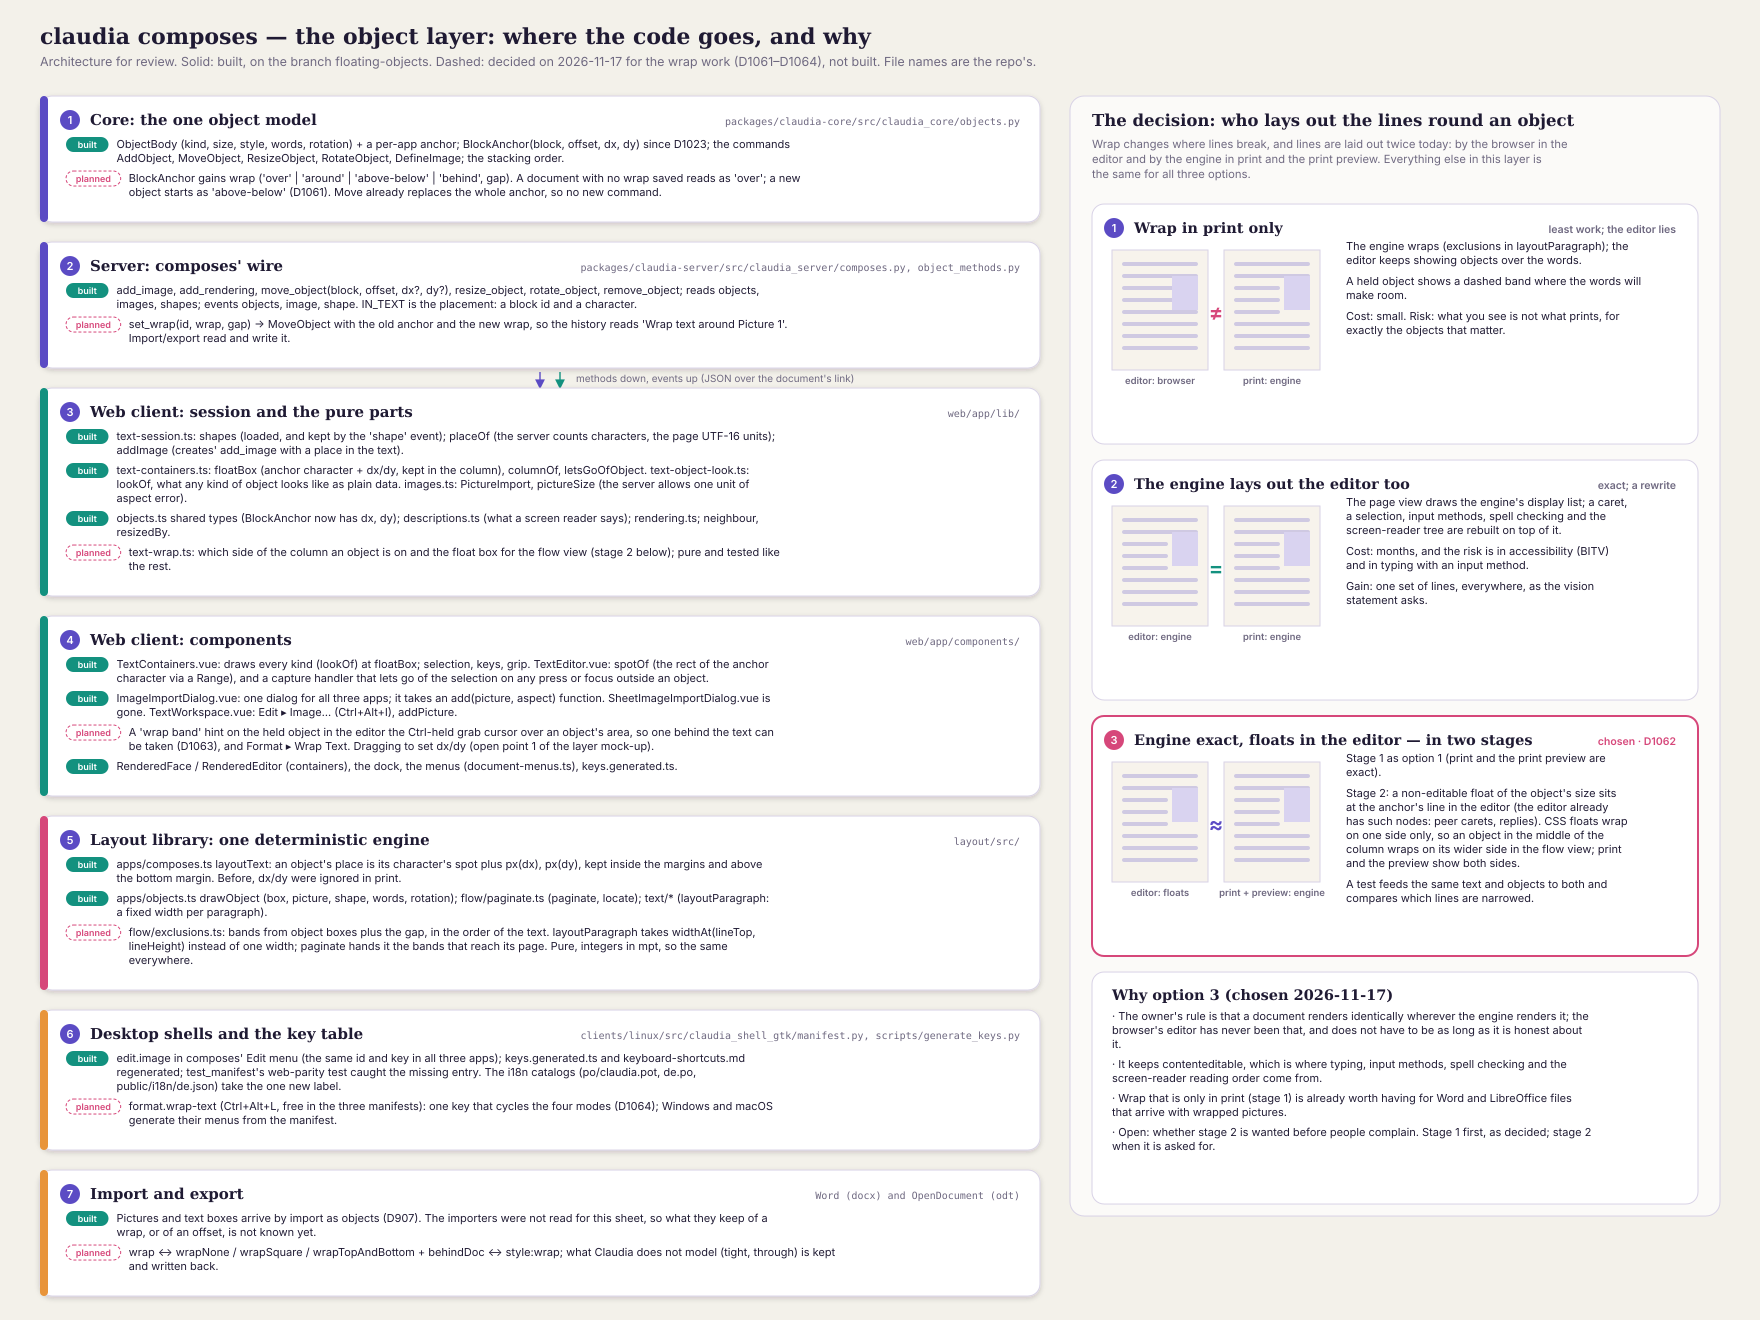 claudia composes — the object layer: where the code goes, and why
Architecture for review. Solid: built, on the branch floating-objects. Dashed: decided on 2026-11-17 for the wrap work (D1061–D1064), not built. File names are the repo's.
1 Core: the one object model packages/claudia-core/src/claudia_core/objects.py
built ObjectBody (kind, size, style, words, rotation) + a per-app anchor; BlockAnchor(block, offset, dx, dy) since D1023; the commands
AddObject, MoveObject, ResizeObject, RotateObject, DefineImage; the stacking order.
planned BlockAnchor gains wrap ('over' | 'around' | 'above-below' | 'behind', gap). A document with no wrap saved reads as 'over'; a new
object starts as 'above-below' (D1061). Move already replaces the whole anchor, so no new command.
2 Server: composes' wire packages/claudia-server/src/claudia_server/composes.py, object_methods.py
built add_image, add_rendering, move_object(block, offset, dx?, dy?), resize_object, rotate_object, remove_object; reads objects,
images, shapes; events objects, image, shape. IN_TEXT is the placement: a block id and a character.
planned set_wrap(id, wrap, gap) → MoveObject with the old anchor and the new wrap, so the history reads 'Wrap text around Picture 1'.
Import/export read and write it.
methods down, events up (JSON over the document's link)
3 Web client: session and the pure parts web/app/lib/
built text-session.ts: shapes (loaded, and kept by the 'shape' event); placeOf (the server counts characters, the page UTF-16 units);
addImage (creates' add_image with a place in the text).
built text-containers.ts: floatBox (anchor character + dx/dy, kept in the column), columnOf, letsGoOfObject. text-object-look.ts:
lookOf, what any kind of object looks like as plain data. images.ts: PictureImport, pictureSize (the server allows one unit of
aspect error).
built objects.ts shared types (BlockAnchor now has dx, dy); descriptions.ts (what a screen reader says); rendering.ts; neighbour,
resizedBy.
planned text-wrap.ts: which side of the column an object is on and the float box for the flow view (stage 2 below); pure and tested like
the rest.
4 Web client: components web/app/components/
built TextContainers.vue: draws every kind (lookOf) at floatBox; selection, keys, grip. TextEditor.vue: spotOf (the rect of the anchor
character via a Range), and a capture handler that lets go of the selection on any press or focus outside an object.
built ImageImportDialog.vue: one dialog for all three apps; it takes an add(picture, aspect) function. SheetImageImportDialog.vue is
gone. TextWorkspace.vue: Edit ▸ Image... (Ctrl+Alt+I), addPicture.
planned A 'wrap band' hint on the held object in the editor the Ctrl-held grab cursor over an object's area, so one behind the text can
be taken (D1063), and Format ▸ Wrap Text. Dragging to set dx/dy (open point 1 of the layer mock-up).
built RenderedFace / RenderedEditor (containers), the dock, the menus (document-menus.ts), keys.generated.ts.
5 Layout library: one deterministic engine layout/src/
built apps/composes.ts layoutText: an object's place is its character's spot plus px(dx), px(dy), kept inside the margins and above
the bottom margin. Before, dx/dy were ignored in print.
built apps/objects.ts drawObject (box, picture, shape, words, rotation); flow/paginate.ts (paginate, locate); text/* (layoutParagraph:
a fixed width per paragraph).
planned flow/exclusions.ts: bands from object boxes plus the gap, in the order of the text. layoutParagraph takes widthAt(lineTop,
lineHeight) instead of one width; paginate hands it the bands that reach its page. Pure, integers in mpt, so the same
everywhere.
6 Desktop shells and the key table clients/linux/src/claudia_shell_gtk/manifest.py, scripts/generate_keys.py
built edit.image in composes' Edit menu (the same id and key in all three apps); keys.generated.ts and keyboard-shortcuts.md
regenerated; test_manifest's web-parity test caught the missing entry. The i18n catalogs (po/claudia.pot, de.po,
public/i18n/de.json) take the one new label.
planned format.wrap-text (Ctrl+Alt+L, free in the three manifests): one key that cycles the four modes (D1064); Windows and macOS
generate their menus from the manifest.
7 Import and export Word (docx) and OpenDocument (odt)
built Pictures and text boxes arrive by import as objects (D907). The importers were not read for this sheet, so what they keep of a
wrap, or of an offset, is not known yet.
planned wrap ↔ wrapNone / wrapSquare / wrapTopAndBottom + behindDoc ↔ style:wrap; what Claudia does not model (tight, through) is kept
and written back.
The decision: who lays out the lines round an object
Wrap changes where lines break, and lines are laid out twice today: by the browser in the
editor and by the engine in print and the print preview. Everything else in this layer is
the same for all three options.
1 Wrap in print only least work; the editor lies
The engine wraps (exclusions in layoutParagraph); the
editor keeps showing objects over the words.
A held object shows a dashed band where the words will
make room.
Cost: small. Risk: what you see is not what prints, for
exactly the objects that matter.
≠
editor: browser print: engine
2 The engine lays out the editor too exact; a rewrite
The page view draws the engine's display list; a caret,
a selection, input methods, spell checking and the
screen-reader tree are rebuilt on top of it.
Cost: months, and the risk is in accessibility (BITV)
and in typing with an input method.
Gain: one set of lines, everywhere, as the vision
statement asks.
=
editor: engine print: engine
3 Engine exact, floats in the editor — in two stages chosen · D1062
Stage 1 as option 1 (print and the print preview are
exact).
Stage 2: a non-editable float of the object's size sits
at the anchor's line in the editor (the editor already
has such nodes: peer carets, replies). CSS floats wrap
on one side only, so an object in the middle of the
column wraps on its wider side in the flow view; print
and the preview show both sides.
A test feeds the same text and objects to both and
compares which lines are narrowed.
≈
editor: floats print + preview: engine
Why option 3 (chosen 2026-11-17)
· The owner's rule is that a document renders identically wherever the engine renders it; the
browser's editor has never been that, and does not have to be as long as it is honest about
it.
· It keeps contenteditable, which is where typing, input methods, spell checking and the
screen-reader reading order come from.
· Wrap that is only in print (stage 1) is already worth having for Word and LibreOffice files
that arrive with wrapped pictures.
· Open: whether stage 2 is wanted before people complain. Stage 1 first, as decided; stage 2
when it is asked for.